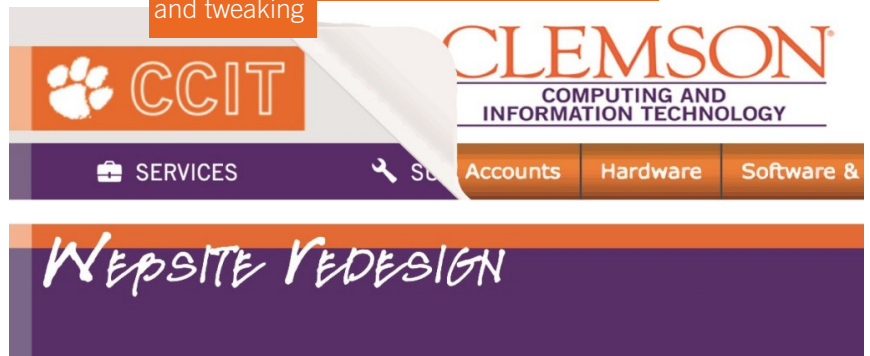 and tweaking
CCIT
CLEMSON®
COMPUTING AND
INFORMATION TECHNOLOGY
SERVICES
Accounts
Hardware
Software &
WEBSITE REDESIGN